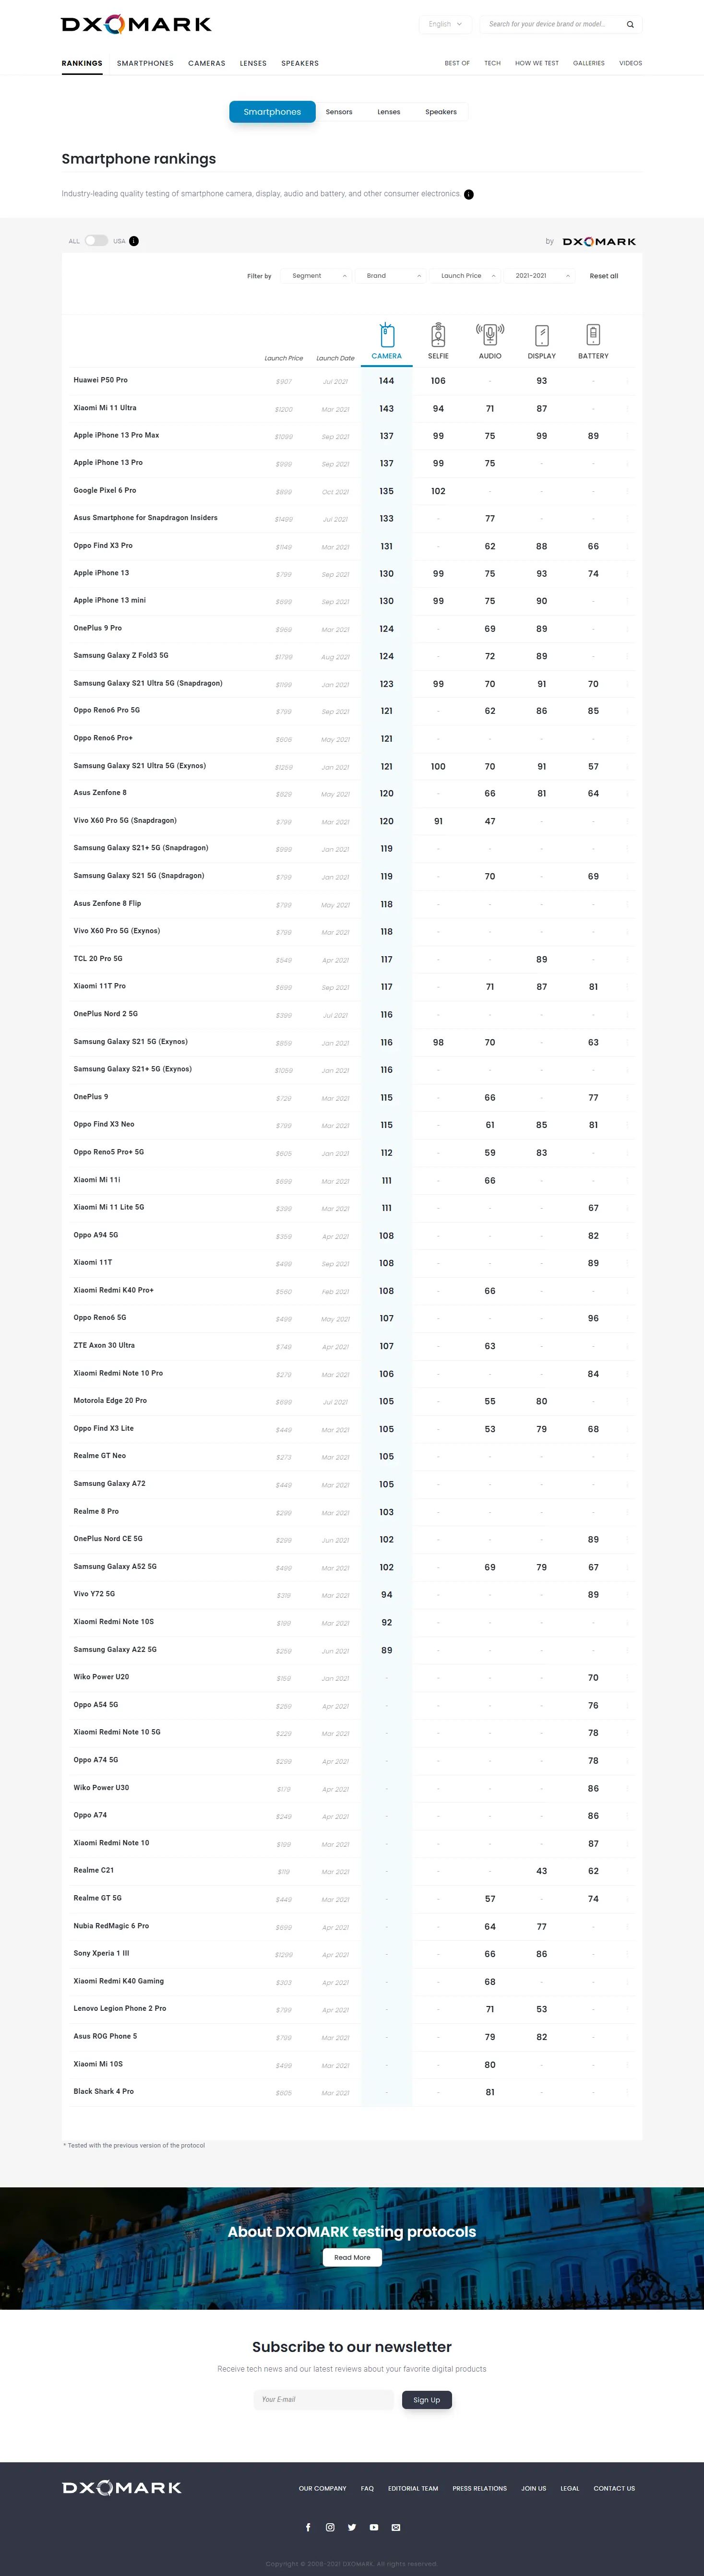 DXOMARK
English
Search for your device brand or model..
RANKINGS SMARTPHONES CAMERAS LENSES SPEAKERS BEST OF TECH HOW WE TEST GALLERIES VIDEOS
Smartphones Sensors Lenses Speakers
Smartphone rankings
Industry-leading quality testing of smartphone camera, display, audio and battery, and other consumer electronics.
ALL USA by DXOMARK
Filter by Segment Brand Launch Price 2021-2021 Reset all
Launch Price Launch Date CAMERA SELFIE AUDIO DISPLAY BATTERY
Huawei P50 Pro $907 Jul 2021 144 106 - 93 -
Xiaomi Mi 11 Ultra $1200 Mar 2021 143 94 71 87 -
Apple iPhone 13 Pro Max $1099 Sep 2021 137 99 75 99 89
Apple iPhone 13 Pro $999 Sep 2021 137 99 75 - -
Google Pixel 6 Pro $899 Oct 2021 135 102 - - -
Asus Smartphone for Snapdragon Insiders $1499 Jul 2021 133 - 77 - -
Oppo Find X3 Pro $1149 Mar 2021 131 - 62 88 66
Apple iPhone 13 $799 Sep 2021 130 99 75 93 74
Apple iPhone 13 mini $699 Sep 2021 130 99 75 90 -
OnePlus 9 Pro $969 Mar 2021 124 - 69 89 -
Samsung Galaxy Z Fold3 5G $1799 Aug 2021 124 - 72 89 -
Samsung Galaxy S21 Ultra 5G (Snapdragon) $1199 Jan 2021 123 99 70 91 70
Oppo Reno6 Pro 5G $799 Sep 2021 121 - 62 86 85
Oppo Reno6 Pro+ $608 May 2021 121 - - - -
Samsung Galaxy S21 Ultra 5G (Exynos) $1259 Jan 2021 121 100 70 91 57
Asus Zenfone 8 $629 May 2021 120 - 66 81 64
Vivo X60 Pro 5G (Snapdragon) $799 Mar 2021 120 91 47 - -
Samsung Galaxy S21+ 5G (Snapdragon) $999 Jan 2021 119 - - - -
Samsung Galaxy S21 5G (Snapdragon) $799 Jan 2021 119 - 70 - 69
Asus Zenfone 8 Flip $799 May 2021 118 - - - -
Vivo X60 Pro 5G (Exynos) $799 Mar 2021 118 - - - -
TCL 20 Pro 5G $549 Apr 2021 117 - - 89 -
Xiaomi 11T Pro $699 Sep 2021 117 - 71 87 81
OnePlus Nord 2 5G $399 Jul 2021 116 - - - -
Samsung Galaxy S21 5G (Exynos) $859 Jan 2021 116 98 70 - 63
Samsung Galaxy S21+ 5G (Exynos) $1059 Jan 2021 116 - - - -
OnePlus 9 $729 Mar 2021 115 - 66 - 77
Oppo Find X3 Neo $799 Mar 2021 115 - 61 85 81
Oppo Reno5 Pro+ 5G $605 Jan 2021 112 - 59 83 -
Xiaomi Mi 11i $699 Mar 2021 111 - 66 - -
Xiaomi Mi 11 Lite 5G $399 Mar 2021 111 - - - 67
Oppo A94 5G $359 Apr 2021 108 - - - 82
Xiaomi 11T $499 Sep 2021 108 - - - 89
Xiaomi Redmi K40 Pro+ $560 Feb 2021 108 - 66 - -
Oppo Reno6 5G $499 May 2021 107 - - - 96
ZTE Axon 30 Ultra $749 Apr 2021 107 - 63 - -
Xiaomi Redmi Note 10 Pro $279 Mar 2021 106 - - - 84
Motorola Edge 20 Pro $699 Jul 2021 105 - 55 80 -
Oppo Find X3 Lite $449 Mar 2021 105 - 53 79 68
Realme GT Neo $273 Mar 2021 105 - - - -
Samsung Galaxy A72 $449 Mar 2021 105 - - - -
Realme 8 Pro $299 Mar 2021 103 - - - -
OnePlus Nord CE 5G $299 Jun 2021 102 - - - 89
Samsung Galaxy A52 5G $499 Mar 2021 102 - 69 79 67
Vivo Y72 5G $319 Mar 2021 94 - - - 89
Xiaomi Redmi Note 10S $199 Mar 2021 92 - - - -
Samsung Galaxy A22 5G $259 Jun 2021 89 - - - -
Wiko Power U20 $159 Jan 2021 - - - - 70
Oppo A54 5G $259 Apr 2021 - - - - 76
Xiaomi Redmi Note 10 5G $229 Mar 2021 - - - - 78
Oppo A74 5G $299 Apr 2021 - - - - 78
Wiko Power U30 $179 Apr 2021 - - - - 86
Oppo A74 $249 Apr 2021 - - - - 86
Xiaomi Redmi Note 10 $199 Mar 2021 - - - - 87
Realme C21 $119 Mar 2021 - - - 43 62
Realme GT 5G $449 Mar 2021 - - 57 - 74
Nubia RedMagic 6 Pro $699 Apr 2021 - - 64 77 -
Sony Xperia 1 III $1299 Apr 2021 - - 66 86 -
Xiaomi Redmi K40 Gaming $303 Apr 2021 - - 68 - -
Lenovo Legion Phone 2 Pro $799 Apr 2021 - - 71 53 -
Asus ROG Phone 5 $799 Mar 2021 - - 79 82 -
Xiaomi Mi 10S $499 Mar 2021 - - 80 - -
Black Shark 4 Pro $605 Mar 2021 - - 81 - -
* Tested with the previous version of the protocol
About DXOMARK testing protocols
Read More
Subscribe to our newsletter
Receive tech news and our latest reviews about your favorite digital products
Your E-mail Sign Up
DXOMARK OUR COMPANY FAQ EDITORIAL TEAM PRESS RELATIONS JOIN US LEGAL CONTACT US
Copyright © 2008-2021 DXOMARK. All rights reserved.